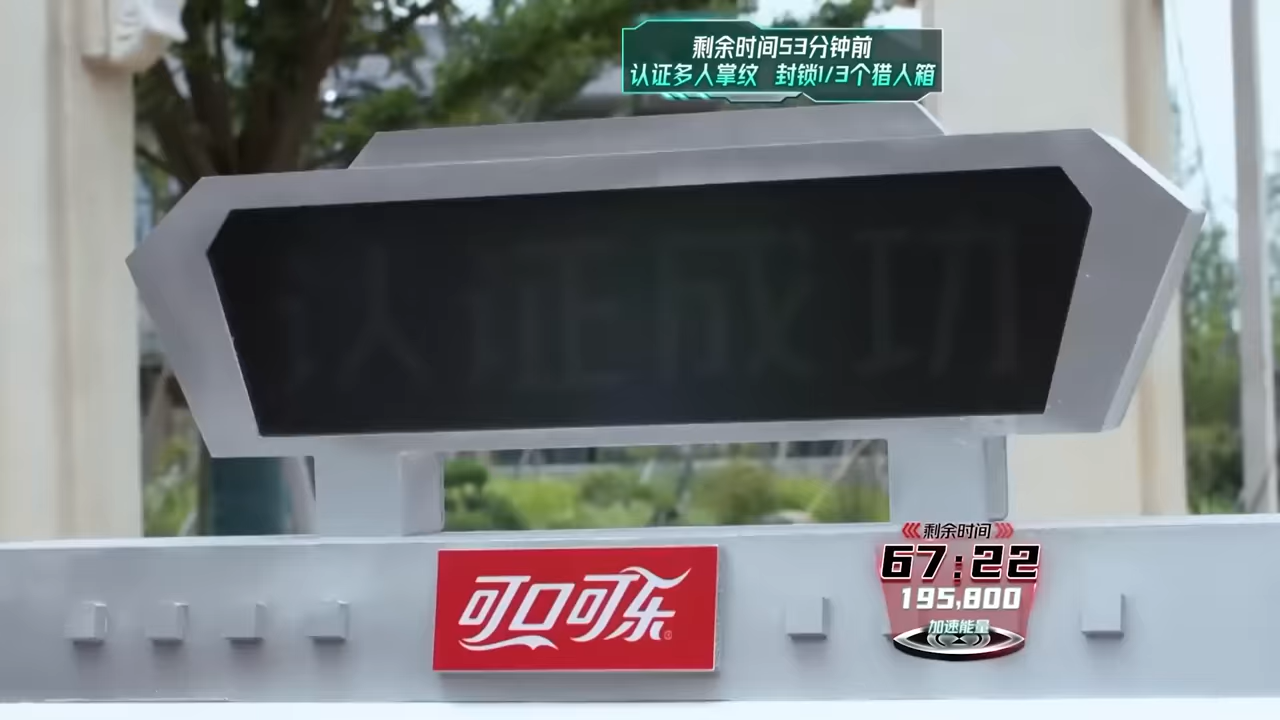 剩余时间53分钟前
认证多人掌纹 封锁1/3个猎人箱
认证成功
可口可乐
剩余时间
67:22
195,800
加速能量